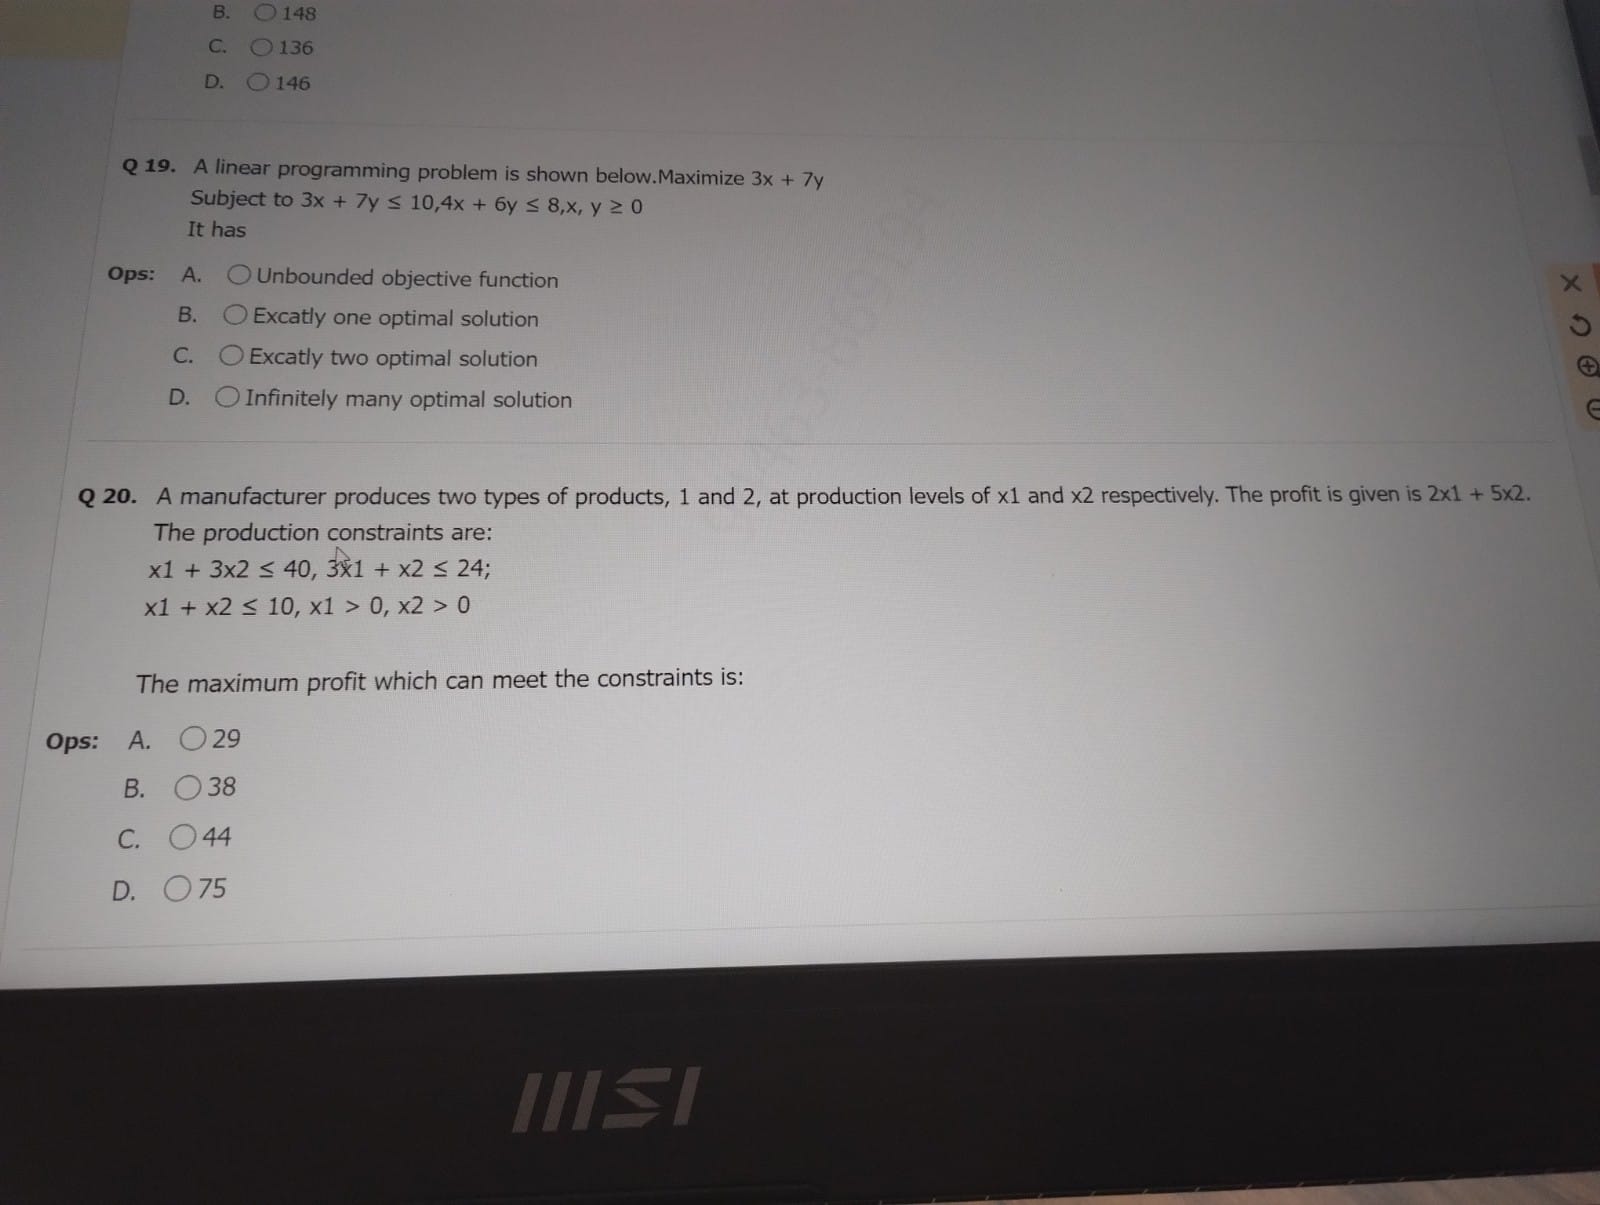 B. 148
C. 136
D. 146
Q 19. A linear programming problem is shown below.Maximize 3x + 7y
Subject to 3x + 7y ≤ 10,4x + 6y ≤ 8,x, y ≥ 0
It has
Ops: A. Unbounded objective function
B. Excatly one optimal solution
C. Excatly two optimal solution
D. Infinitely many optimal solution
Q 20. A manufacturer produces two types of products, 1 and 2, at production levels of x1 and x2 respectively. The profit is given is 2x1 + 5x2.
The production constraints are:
x1 + 3x2 ≤ 40, 3x1 + x2 ≤ 24;
x1 + x2 ≤ 10, x1 > 0, x2 > 0
The maximum profit which can meet the constraints is:
Ops: A. 29
B. 38
C. 44
D. 75
msi